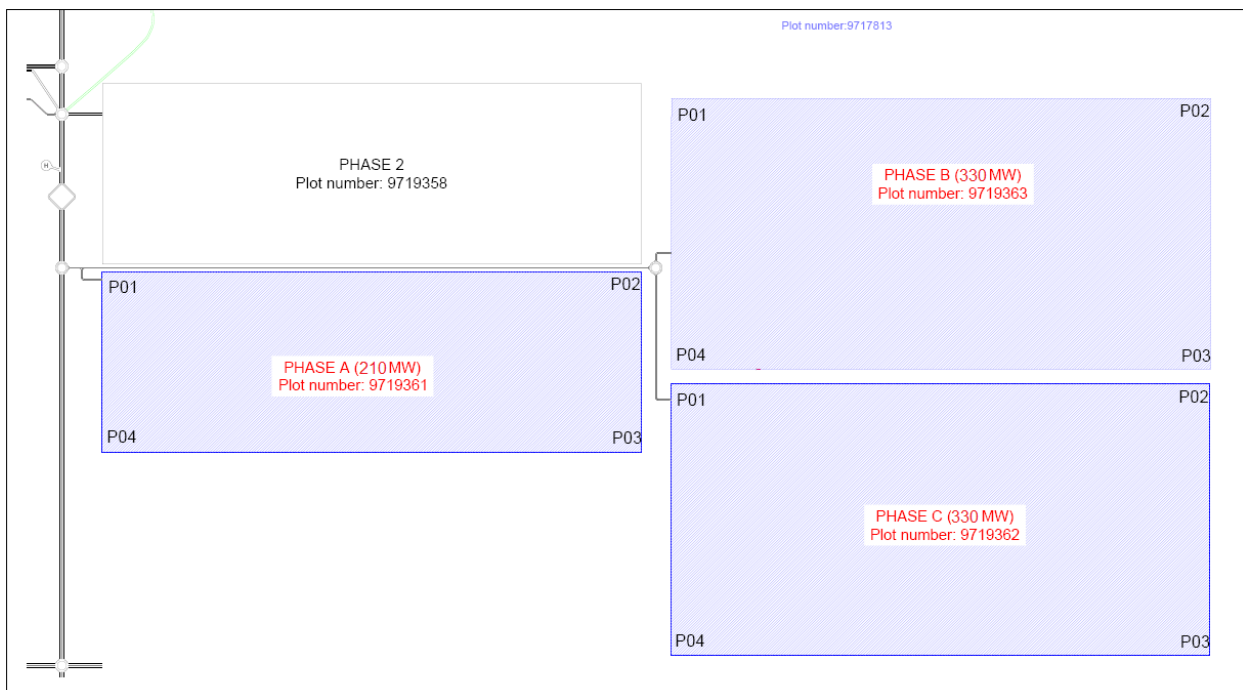 Plot number:9717813
PHASE 2
Plot number: 9719358
H
P01
P02
PHASE B (330 MW)
Plot number: 9719363
P04
P03
P01
P02
PHASE A (210 MW)
Plot number: 9719361
P04
P03
P01
P02
PHASE C (330 MW)
Plot number: 9719362
P04
P03